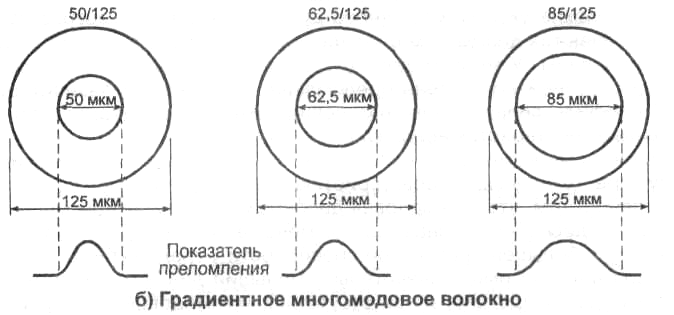 50/125
62,5/125
85/125
50 мкм
62,5 мкм
85 мкм
125 мкм
125 мкм
125 мкм
Показатель
преломления
б) Градиентное многомодовое волокно